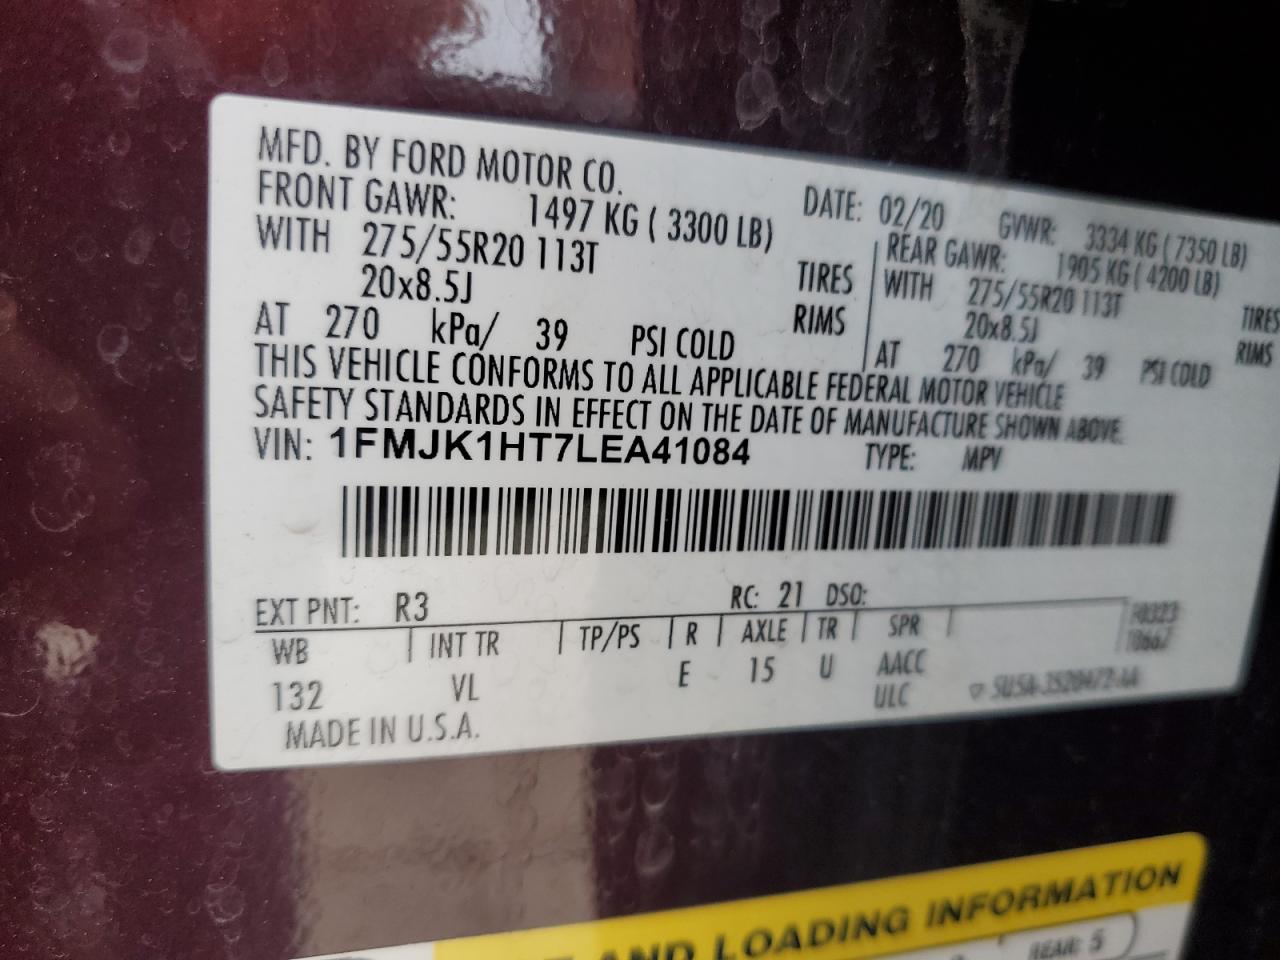 MFD. BY FORD MOTOR CO.
DATE: 02/20 GVWR: 3334 KG ( 7350 LB)
FRONT GAWR: 1497 KG ( 3300 LB)
WITH 275/55R20 113T TIRES
20x8.5J RIMS
AT 270 kPa/ 39 PSI COLD
REAR GAWR: 1905 KG ( 4200 LB)
WITH 275/55R20 113T TIRES
20x8.5J RIMS
AT 270 kPa/ 39 PSI COLD
THIS VEHICLE CONFORMS TO ALL APPLICABLE FEDERAL MOTOR VEHICLE
SAFETY STANDARDS IN EFFECT ON THE DATE OF MANUFACTURE SHOWN ABOVE.
VIN: 1FMJK1HT7LEA41084 TYPE: MPV
EXT PNT: R3 RC: 21 DSO:
WB INT TR TP/PS R AXLE TR SPR
132 VL E 15 U AACC
ULC
MADE IN U.S.A.
AND LOADING INFORMATION
REAR: 5